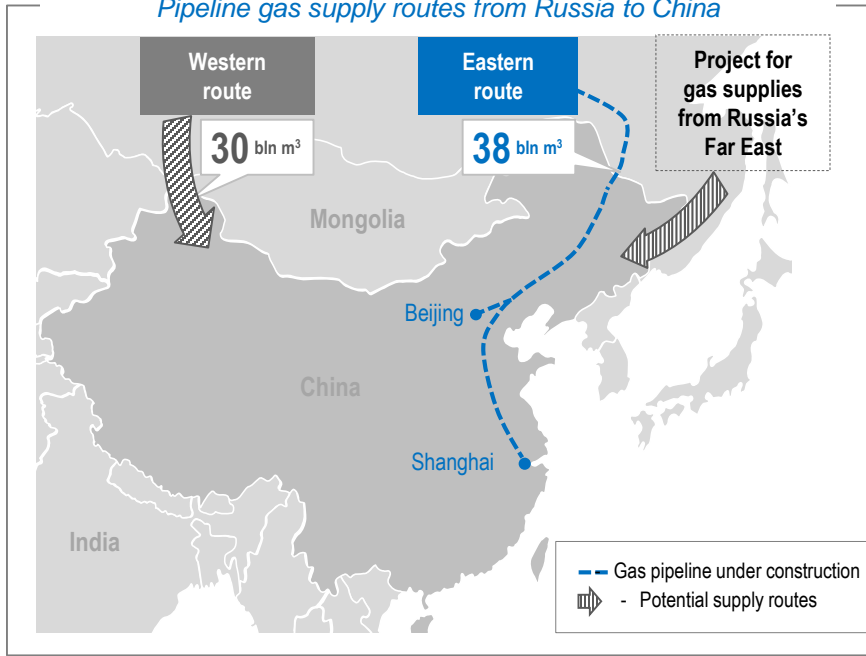 Pipeline gas supply routes from Russia to China
Western
route
30 bln m³
Eastern
route
38 bln m³
Project for
gas supplies
from Russia's
Far East
Mongolia
Beijing
China
Shanghai
India
Gas pipeline under construction
- Potential supply routes